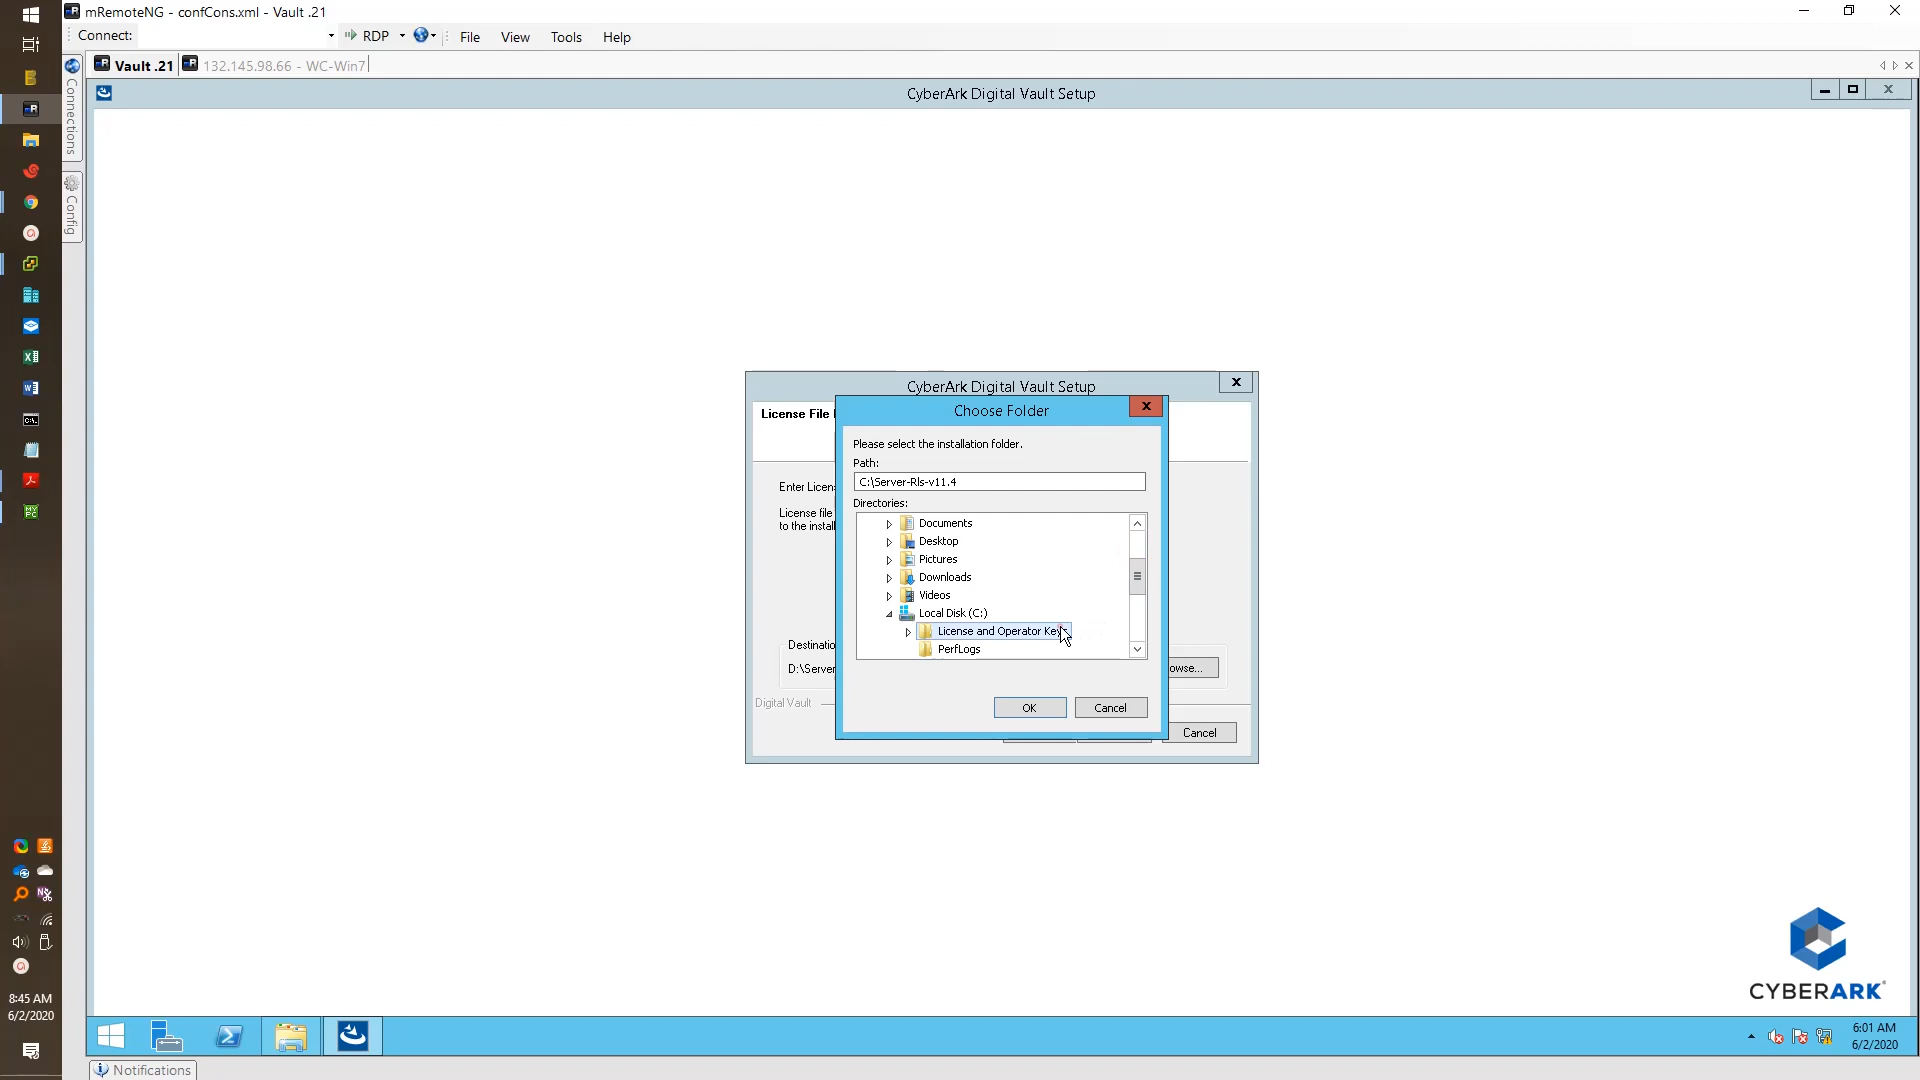 mRemoteNG - confCons.xml - Vault .21
Connect:
RDP
File
View
Tools
Help
Vault .21
132.145.98.66 - WC-Win7
Connections
Config
CyberArk Digital Vault Setup
CyberArk Digital Vault Setup
License File
Choose Folder
Please select the installation folder.
Path:
C:\Server-Rls-v11.4
Directories:
Enter Licen
License file
to the instal
Documents
Desktop
Pictures
Downloads
Videos
Local Disk (C:)
License and Operator Keys
PerfLogs
Destinatio
D:\Server
owse...
Digital Vault
OK
Cancel
Cancel
CYBERARK
8:45 AM
6/2/2020
6:01 AM
6/2/2020
Notifications